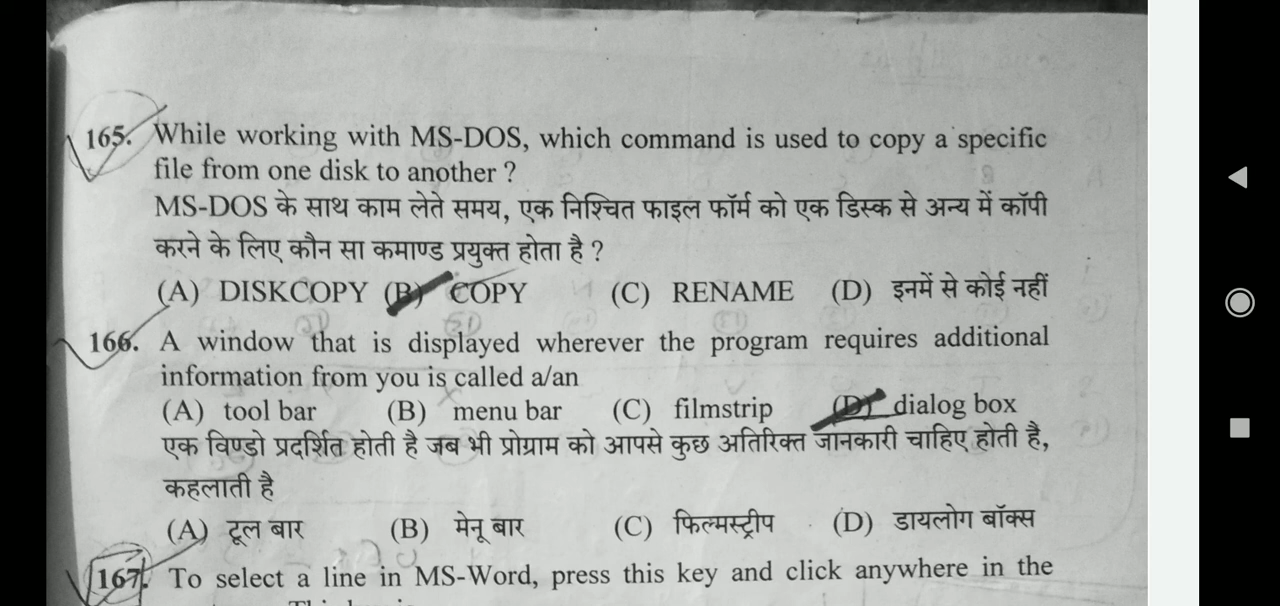 165. While working with MS-DOS, which command is used to copy a specific
file from one disk to another ?
MS-DOS के साथ काम लेते समय, एक निश्चित फाइल फॉर्म को एक डिस्क से अन्य में कॉपी
करने के लिए कौन सा कमाण्ड प्रयुक्त होता है ?
(A) DISKCOPY (B) COPY (C) RENAME (D) इनमें से कोई नहीं
166. A window that is displayed wherever the program requires additional
information from you is called a/an
(A) tool bar (B) menu bar (C) filmstrip (D) dialog box
एक विण्डो प्रदर्शित होती है जब भी प्रोग्राम को आपसे कुछ अतिरिक्त जानकारी चाहिए होती है,
कहलाती है
(A) टूल बार (B) मेनू बार (C) फिल्मस्ट्रीप (D) डायलोग बॉक्स
167. To select a line in MS-Word, press this key and click anywhere in the